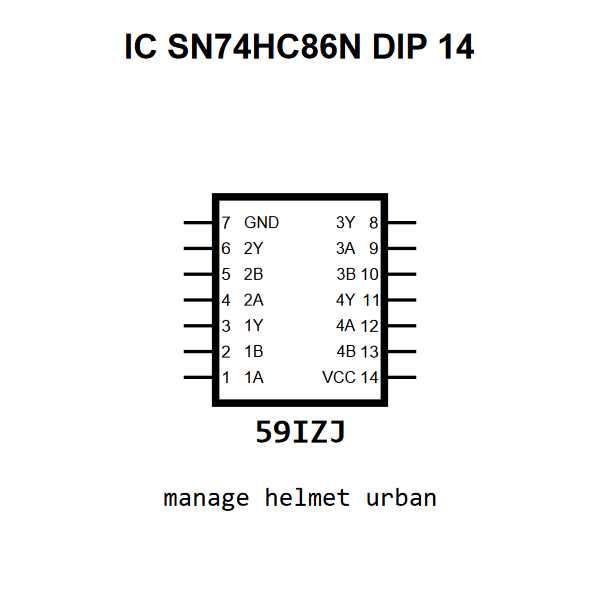 IC SN74HC86N DIP 14
7 GND 3Y 8
6 2Y 3A 9
5 2B 3B 10
4 2A 4Y 11
3 1Y 4A 12
2 1B 4B 13
1 1A VCC 14
59IZJ
manage helmet urban